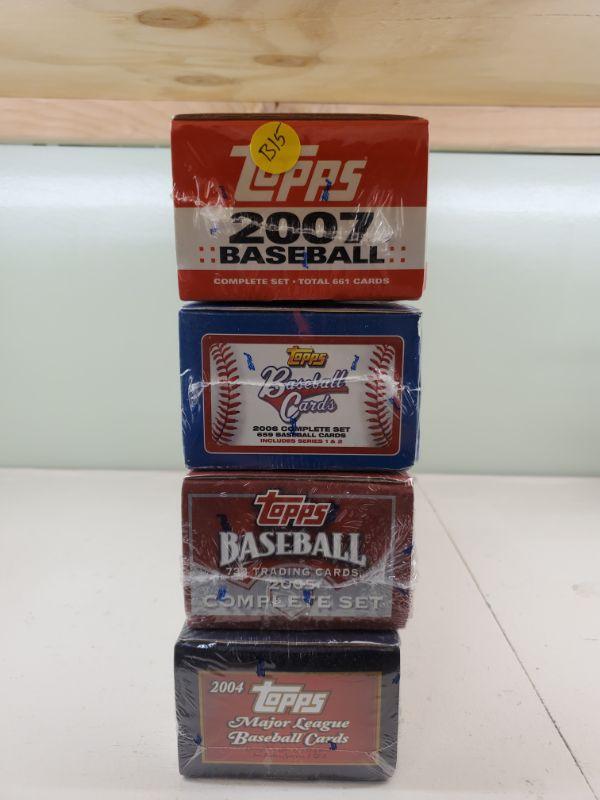 B15
TOPPS
2007
BASEBALL
COMPLETE SET • TOTAL 661 CARDS
Topps
Baseball
Cards
2006 COMPLETE SET
659 BASEBALL CARDS
INCLUDES SERIES 1 & 2
Topps
BASEBALL
TRADING CARDS
2005
COMPLETE SET
2004 Topps
Major League
Baseball Cards